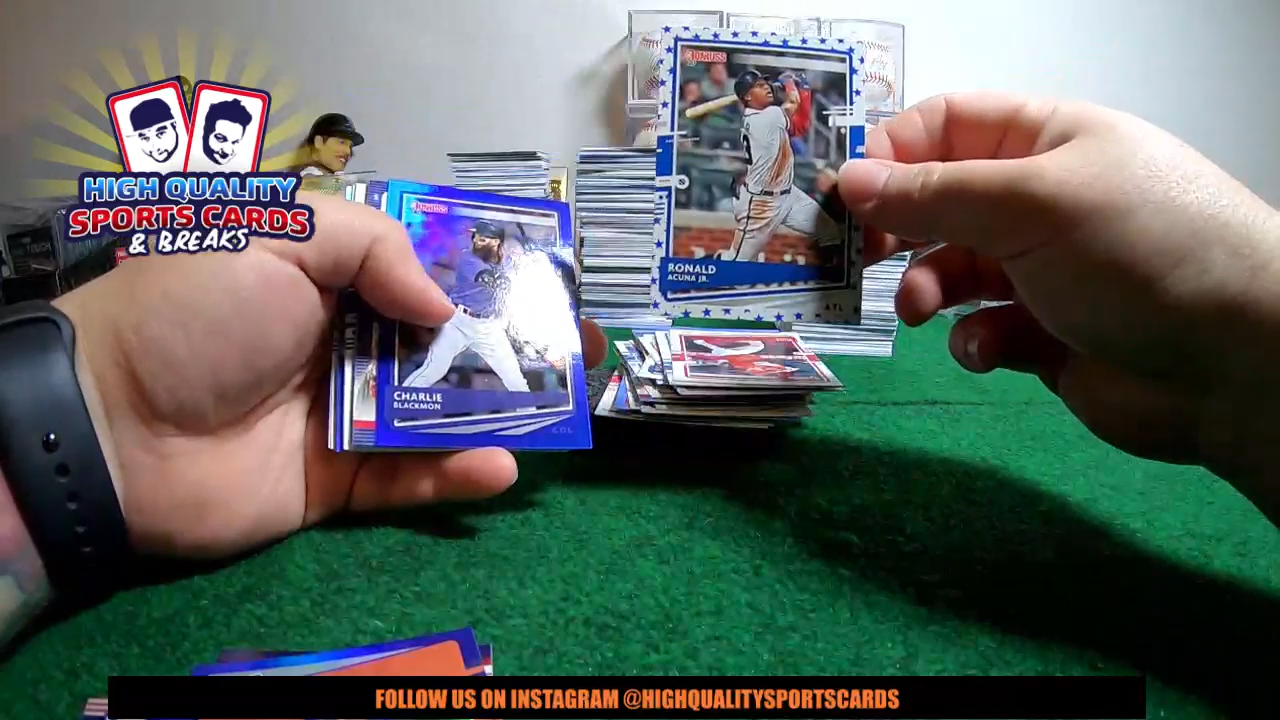 HIGH QUALITY
SPORTS CARDS
& BREAKS
DONRUSS
RONALD
ACUNA JR.
ATL
DONRUSS
CHARLIE
BLACKMON
COL
FOLLOW US ON INSTAGRAM @HIGHQUALITYSPORTSCARDS